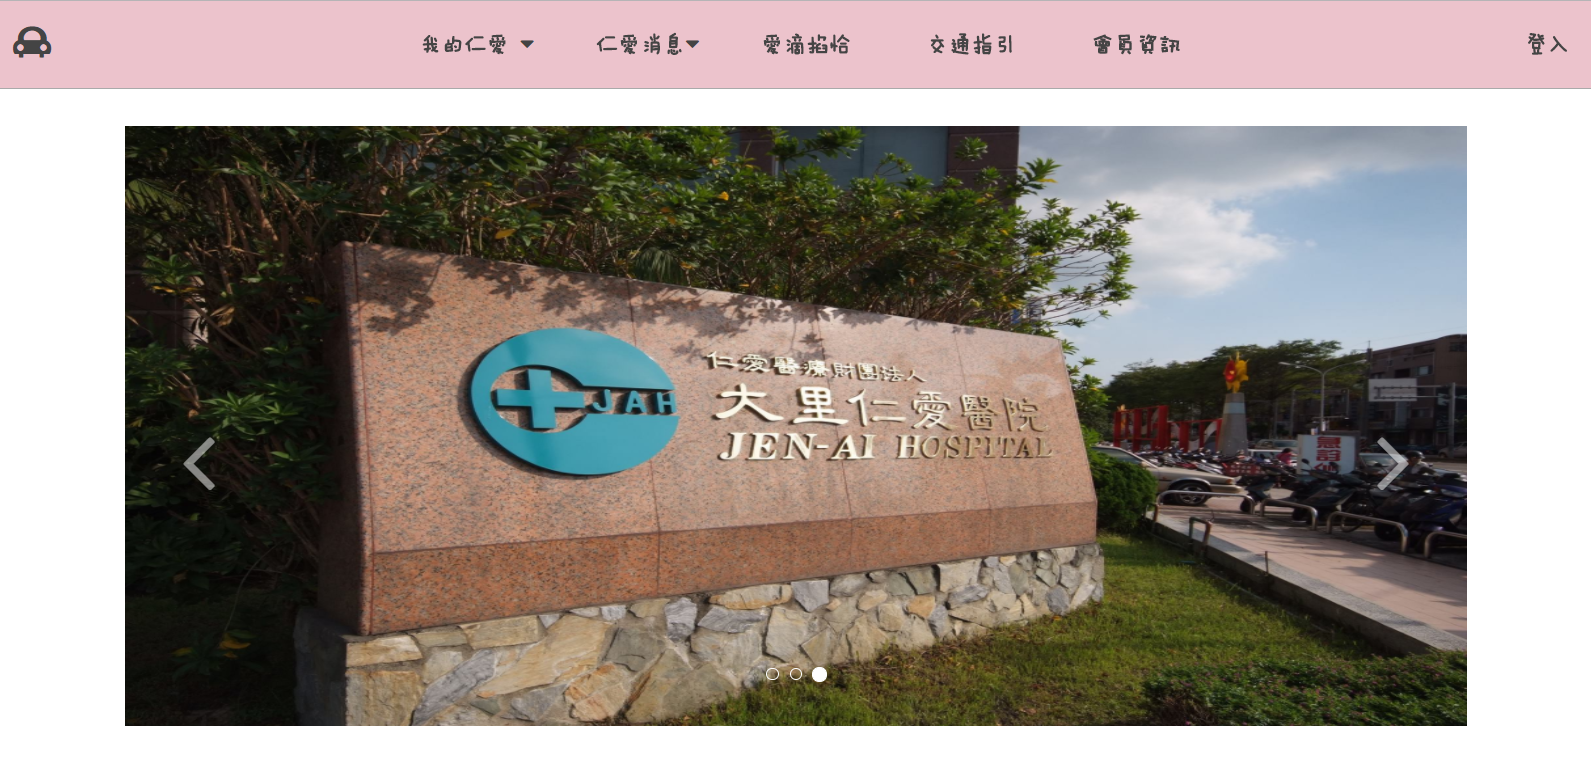 我的仁愛
仁愛消息
愛滴掐恰
交通指引
會員資訊
登入
仁愛醫療財團法人
JAH
大里仁愛醫院
JEN-AI HOSPITAL